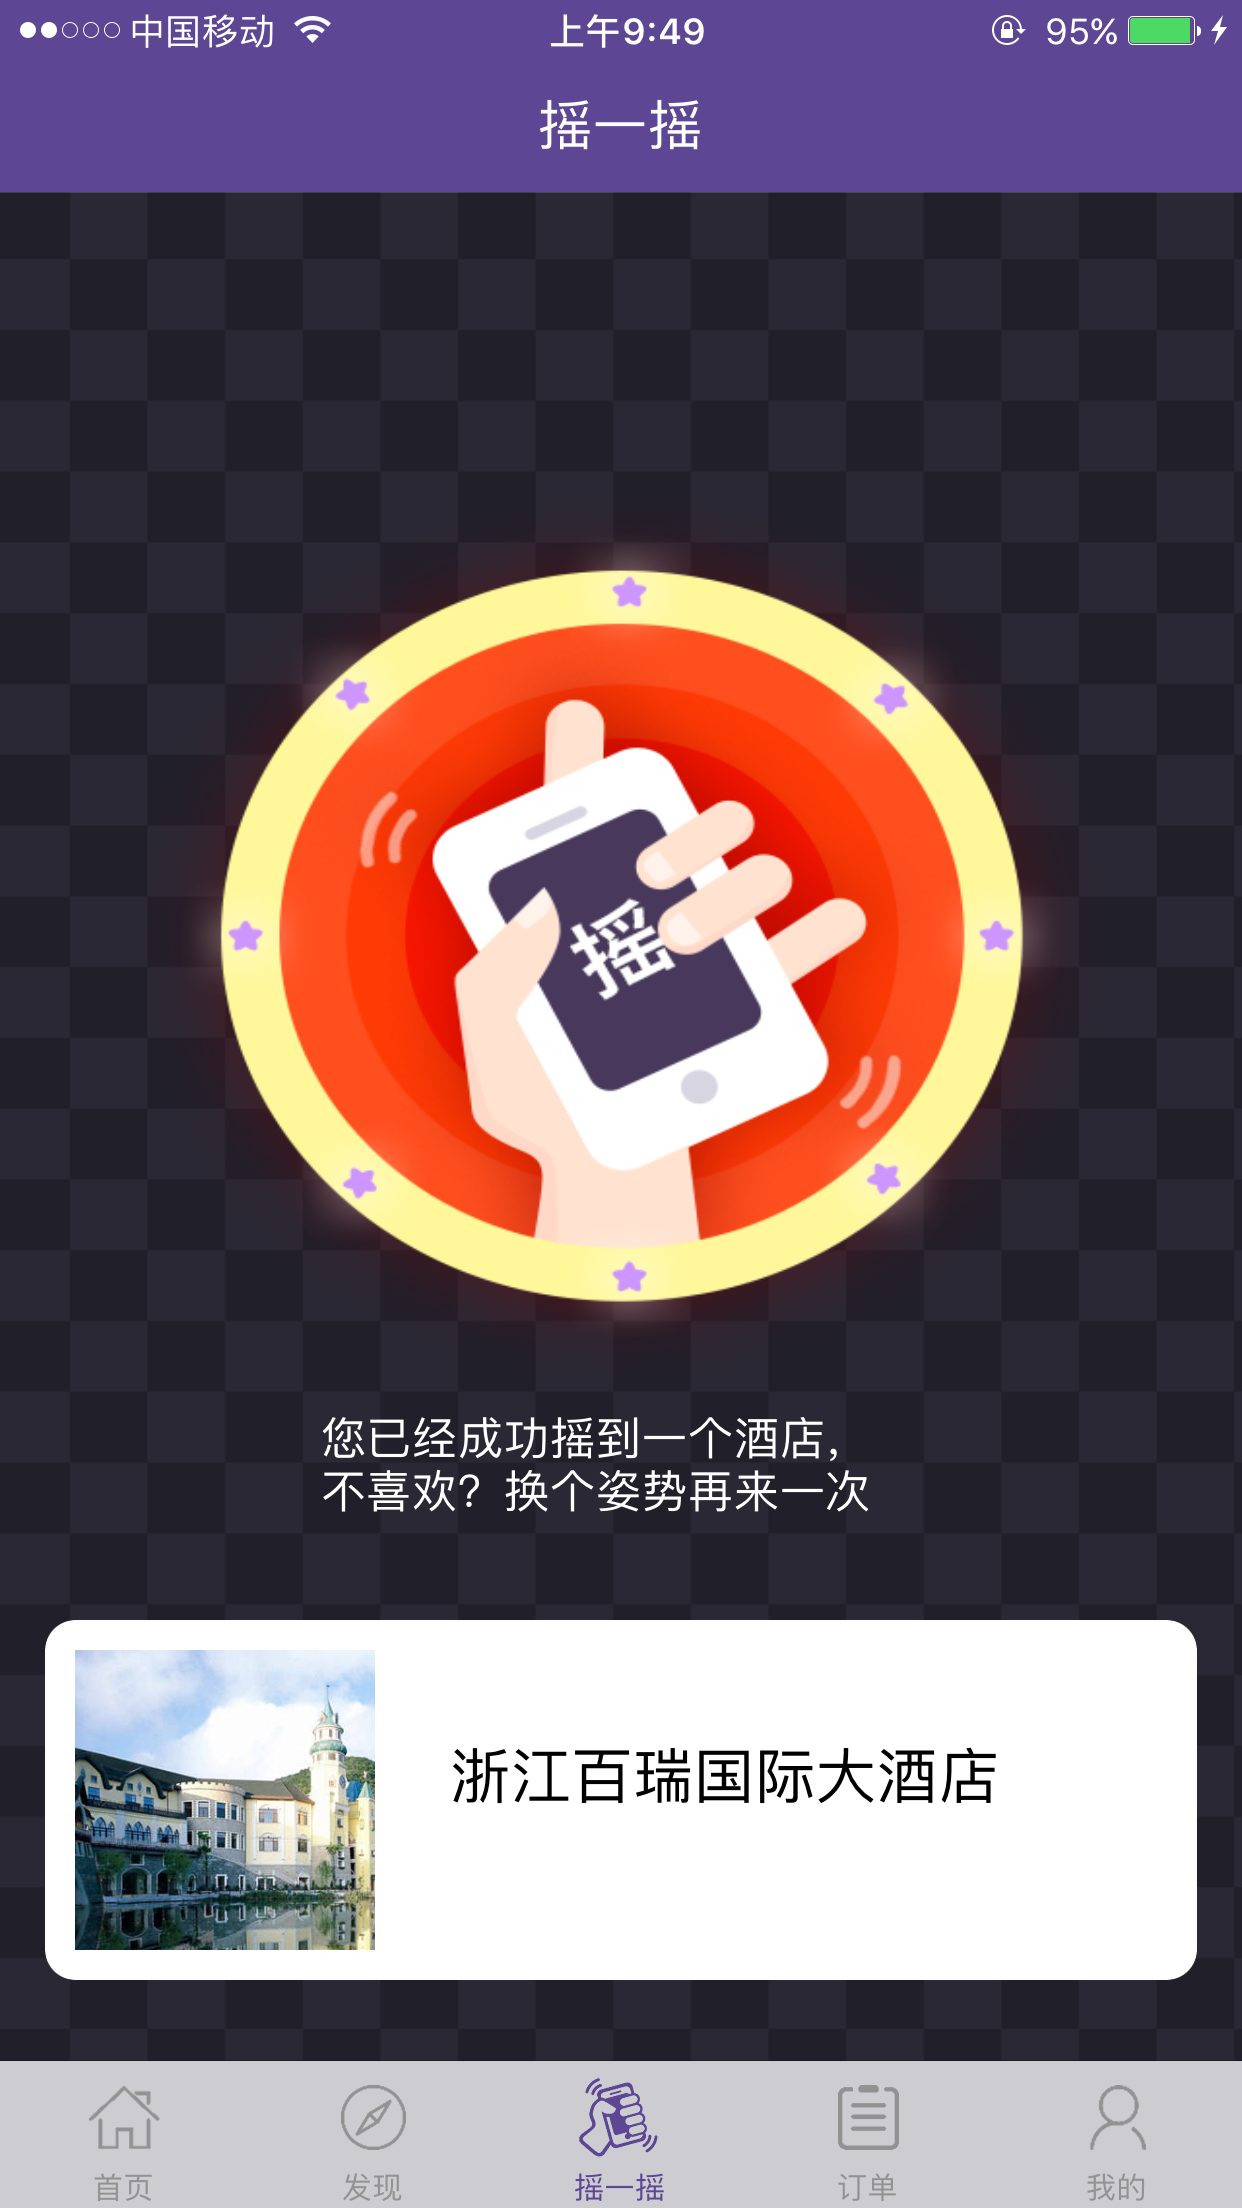 中国移动 上午9:49 95%
摇一摇
摇
您已经成功摇到一个酒店,
不喜欢? 换个姿势再来一次
浙江百瑞国际大酒店
首页 发现 摇一摇 订单 我的